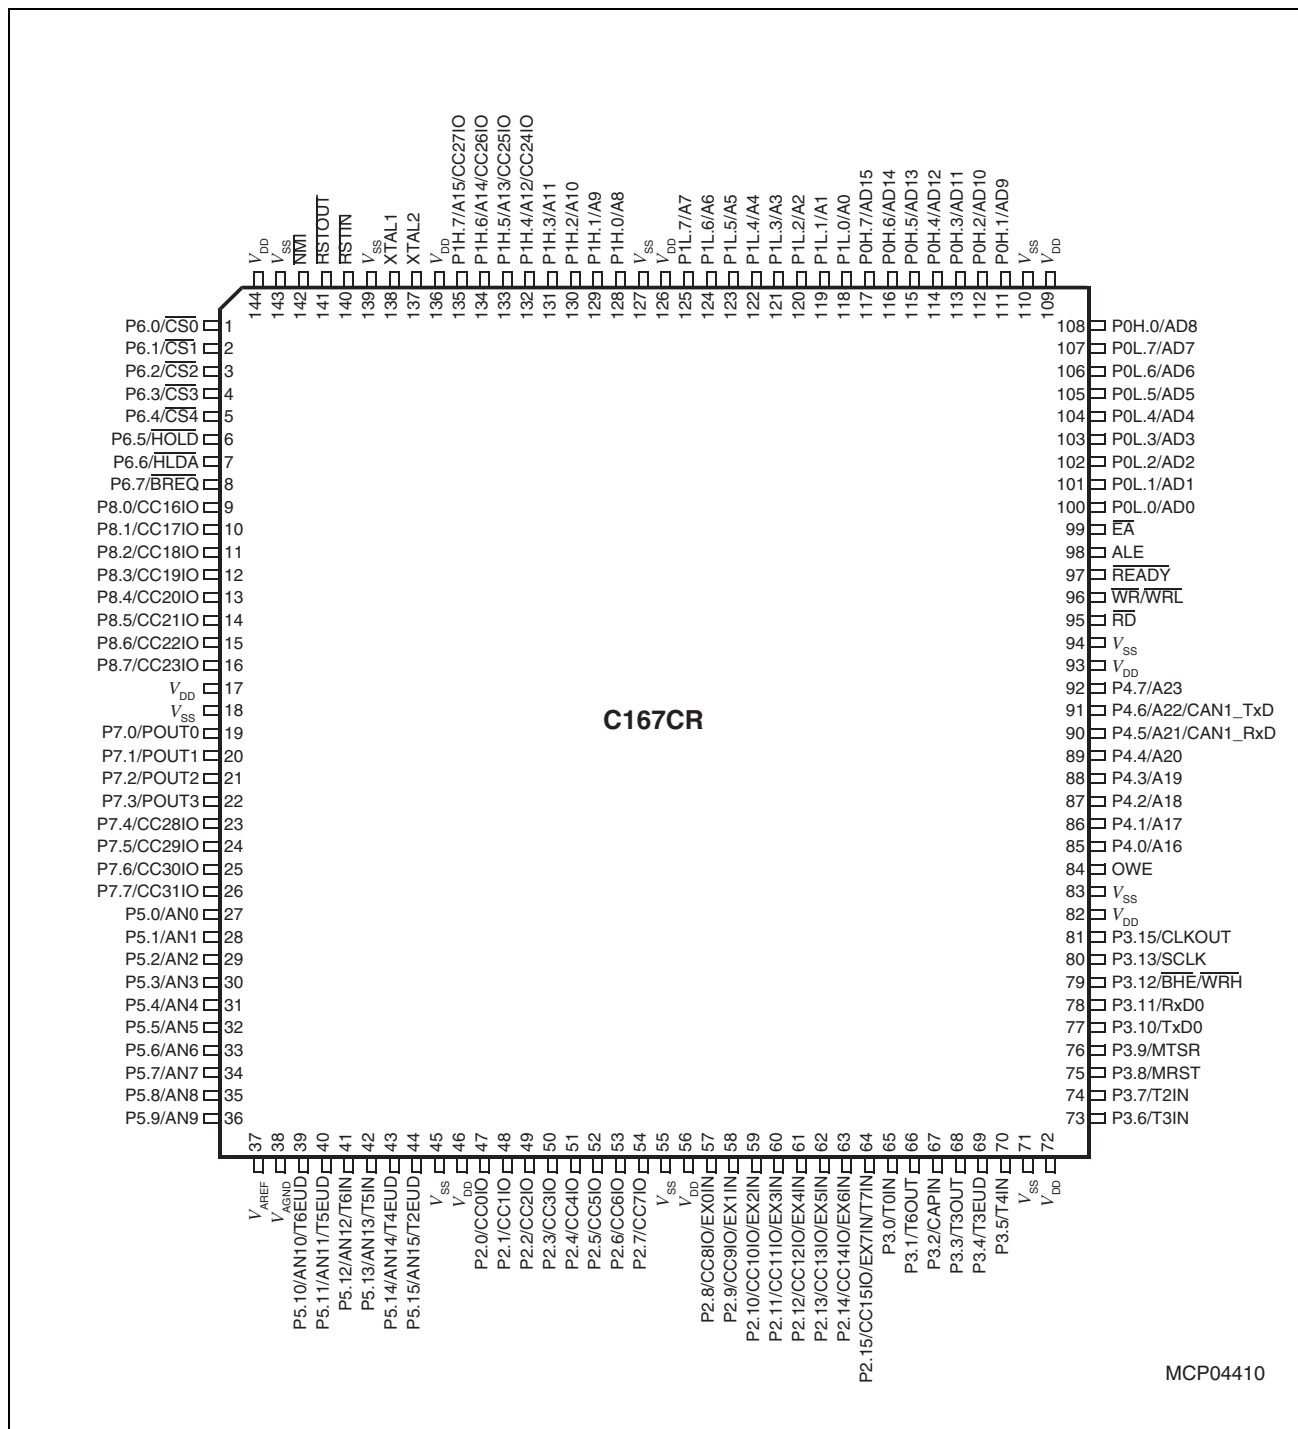 VDD
VSS
NMI
RSTOUT
RSTIN
VSS
XTAL1
XTAL2
VDD
P1H.7/A15/CC27IO
P1H.6/A14/CC26IO
P1H.5/A13/CC25IO
P1H.4/A12/CC24IO
P1H.3/A11
P1H.2/A10
P1H.1/A9
P1H.0/A8
VSS
VDD
P1L.7/A7
P1L.6/A6
P1L.5/A5
P1L.4/A4
P1L.3/A3
P1L.2/A2
P1L.1/A1
P1L.0/A0
P0H.7/AD15
P0H.6/AD14
P0H.5/AD13
P0H.4/AD12
P0H.3/AD11
P0H.2/AD10
P0H.1/AD9
VSS
VDD
144
143
142
141
140
139
138
137
136
135
134
133
132
131
130
129
128
127
126
125
124
123
122
121
120
119
118
117
116
115
114
113
112
111
110
109
P6.0/CS0 1
P6.1/CS1 2
P6.2/CS2 3
P6.3/CS3 4
P6.4/CS4 5
P6.5/HOLD 6
P6.6/HLDA 7
P6.7/BREQ 8
P8.0/CC16IO 9
P8.1/CC17IO 10
P8.2/CC18IO 11
P8.3/CC19IO 12
P8.4/CC20IO 13
P8.5/CC21IO 14
P8.6/CC22IO 15
P8.7/CC23IO 16
VDD 17
VSS 18
P7.0/POUT0 19
P7.1/POUT1 20
P7.2/POUT2 21
P7.3/POUT3 22
P7.4/CC28IO 23
P7.5/CC29IO 24
P7.6/CC30IO 25
P7.7/CC31IO 26
P5.0/AN0 27
P5.1/AN1 28
P5.2/AN2 29
P5.3/AN3 30
P5.4/AN4 31
P5.5/AN5 32
P5.6/AN6 33
P5.7/AN7 34
P5.8/AN8 35
P5.9/AN9 36
C167CR
108 P0H.0/AD8
107 P0L.7/AD7
106 P0L.6/AD6
105 P0L.5/AD5
104 P0L.4/AD4
103 P0L.3/AD3
102 P0L.2/AD2
101 P0L.1/AD1
100 P0L.0/AD0
99 EA
98 ALE
97 READY
96 WR/WRL
95 RD
94 VSS
93 VDD
92 P4.7/A23
91 P4.6/A22/CAN1_TxD
90 P4.5/A21/CAN1_RxD
89 P4.4/A20
88 P4.3/A19
87 P4.2/A18
86 P4.1/A17
85 P4.0/A16
84 OWE
83 VSS
82 VDD
81 P3.15/CLKOUT
80 P3.13/SCLK
79 P3.12/BHE/WRH
78 P3.11/RxD0
77 P3.10/TxD0
76 P3.9/MTSR
75 P3.8/MRST
74 P3.7/T2IN
73 P3.6/T3IN
37
38
39
40
41
42
43
44
45
46
47
48
49
50
51
52
53
54
55
56
57
58
59
60
61
62
63
64
65
66
67
68
69
70
71
72
VAREF
VAGND
P5.10/AN10/T6EUD
P5.11/AN11/T5EUD
P5.12/AN12/T6IN
P5.13/AN13/T5IN
P5.14/AN14/T4EUD
P5.15/AN15/T2EUD
VSS
VDD
P2.0/CC0IO
P2.1/CC1IO
P2.2/CC2IO
P2.3/CC3IO
P2.4/CC4IO
P2.5/CC5IO
P2.6/CC6IO
P2.7/CC7IO
VSS
VDD
P2.8/CC8IO/EX0IN
P2.9/CC9IO/EX1IN
P2.10/CC10IO/EX2IN
P2.11/CC11IO/EX3IN
P2.12/CC12IO/EX4IN
P2.13/CC13IO/EX5IN
P2.14/CC14IO/EX6IN
P2.15/CC15IO/EX7IN/T7IN
P3.0/T0IN
P3.1/T6OUT
P3.2/CAPIN
P3.3/T3OUT
P3.4/T3EUD
P3.5/T4IN
VSS
VDD
MCP04410